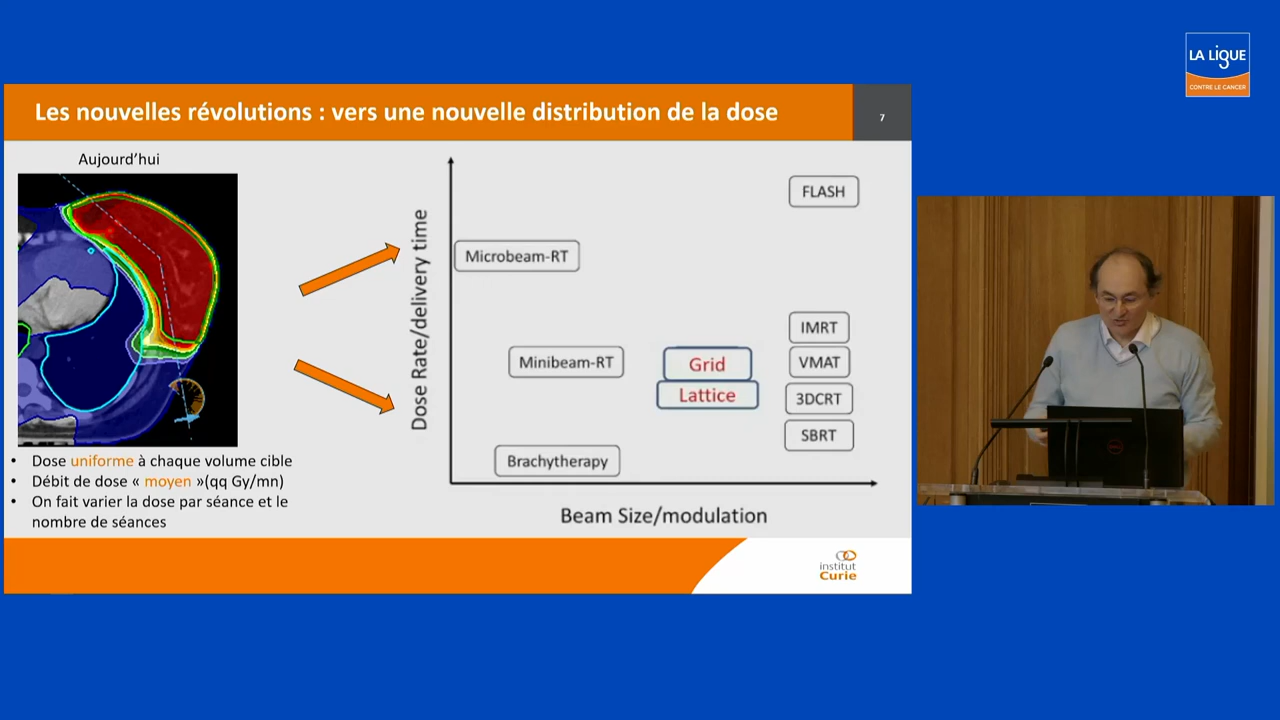 LA LIGUE
CONTRE LE CANCER
Les nouvelles révolutions : vers une nouvelle distribution de la dose
7
Aujourd’hui
Dose Rate/delivery time
FLASH
Microbeam-RT
IMRT
Minibeam-RT
Grid
VMAT
Lattice
3DCRT
SBRT
Brachytherapy
Beam Size/modulation
• Dose uniforme à chaque volume cible
• Débit de dose « moyen »(qq Gy/mn)
• On fait varier la dose par séance et le
nombre de séances
institut
Curie
DELL